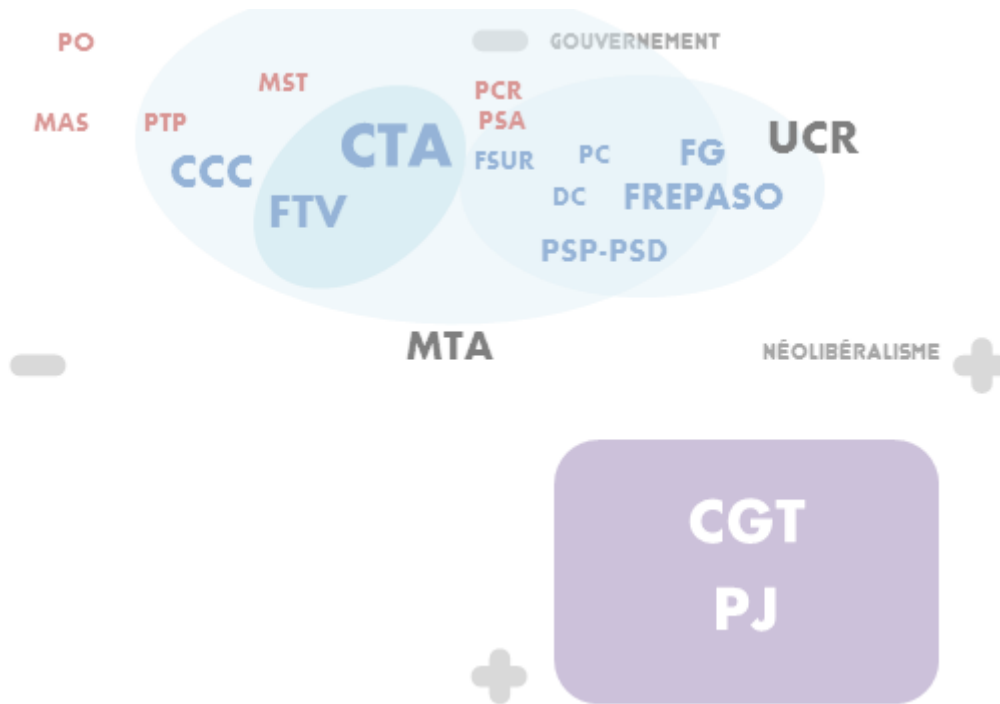 PO
GOUVERNEMENT
MST
PCR
MAS
PTP
CTA
PSA
UCR
CCC
FSUR
PC
FG
FTV
DC
FREPASO
PSP-PSD
MTA
NÉOLIBÉRALISME
CGT
PJ